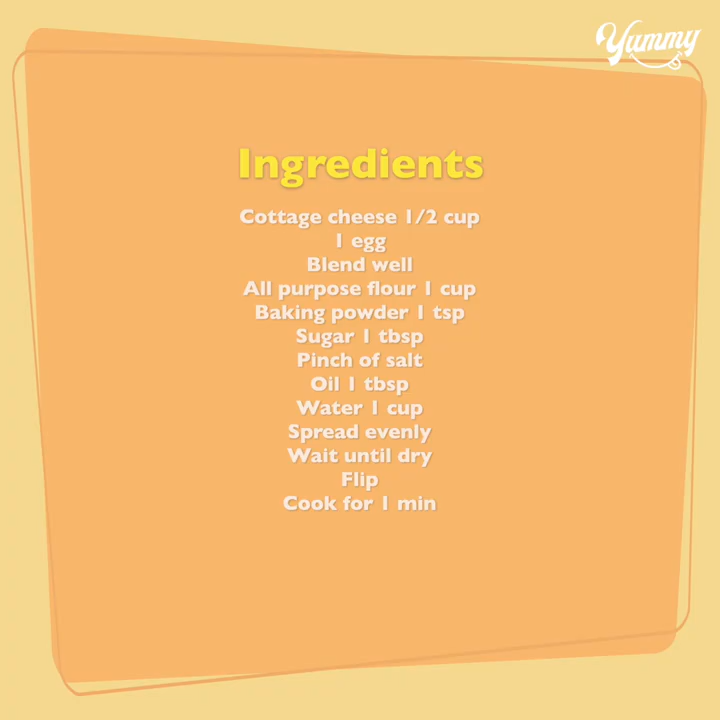 Yummy
Ingredients
Cottage cheese 1/2 cup
1 egg
Blend well
All purpose flour 1 cup
Baking powder 1 tsp
Sugar 1 tbsp
Pinch of salt
Oil 1 tbsp
Water 1 cup
Spread evenly
Wait until dry
Flip
Cook for 1 min